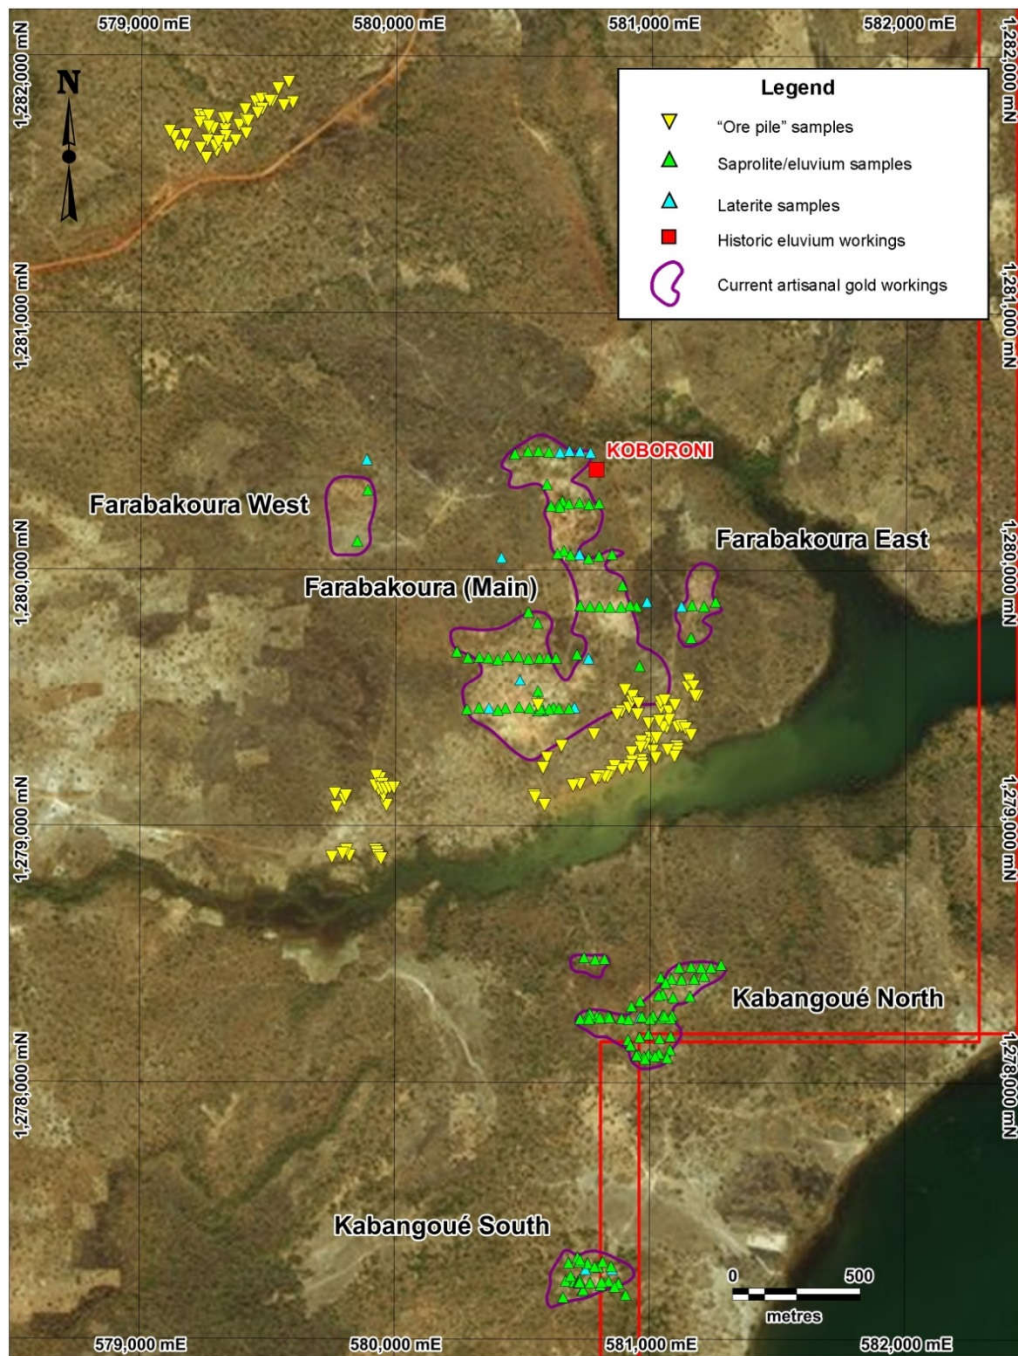 579,000 mE
580,000 mE
581,000 mE
582,000 mE
1,282,000 mN
1,282,000 mN
N
Legend
“Ore pile” samples
Saprolite/eluvium samples
Laterite samples
Historic eluvium workings
Current artisanal gold workings
1,281,000 mN
1,281,000 mN
KOBORONI
Farabakoura West
Farabakoura East
Farabakoura (Main)
1,280,000 mN
1,280,000 mN
1,279,000 mN
1,279,000 mN
Kabangoué North
1,278,000 mN
1,278,000 mN
Kabangoué South
0
500
metres
579,000 mE
580,000 mE
581,000 mE
582,000 mE